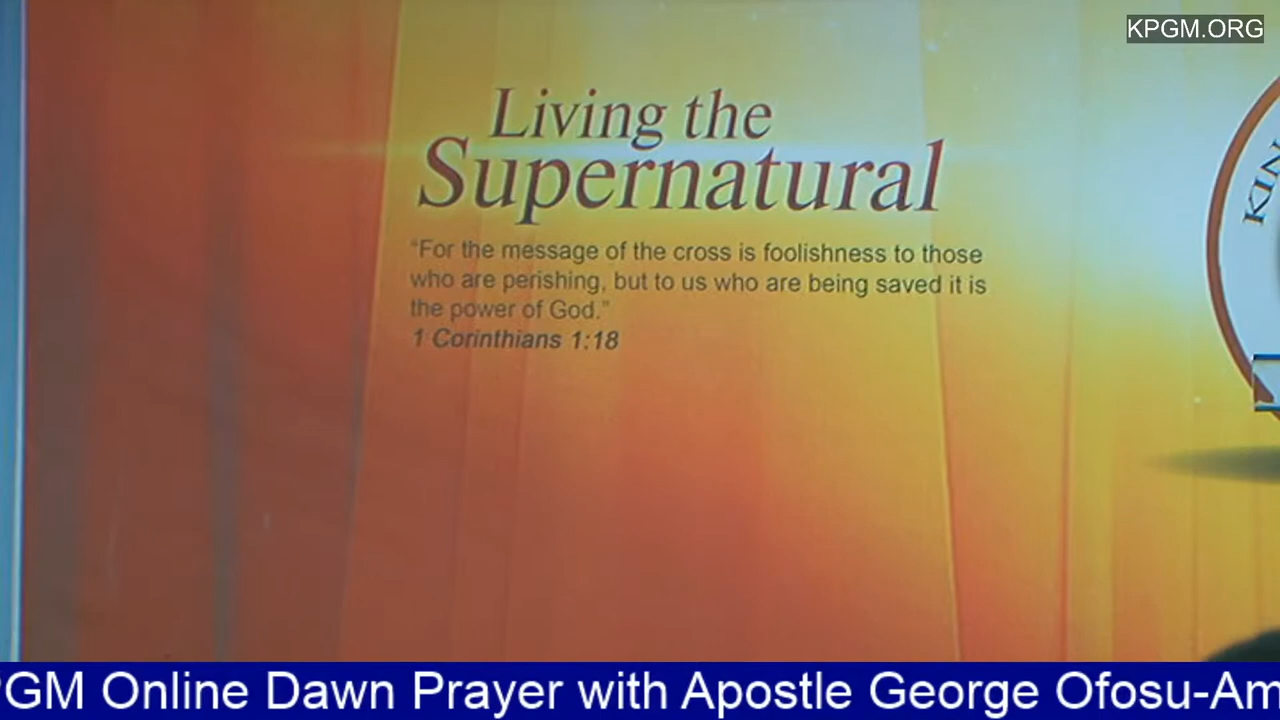 KPGM.ORG
Living the
Supernatural
“For the message of the cross is foolishness to those
who are perishing, but to us who are being saved it is
the power of God.”
1 Corinthians 1:18
KIN
PGM Online Dawn Prayer with Apostle George Ofosu-Am